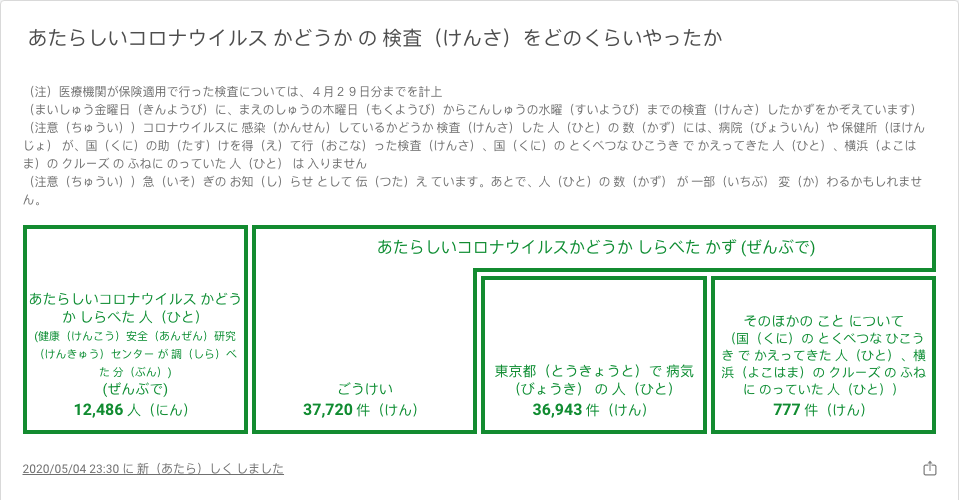 あたらしいコロナウイルス かどうか の 検査（けんさ）をどのくらいやったか
（注）医療機関が保険適用で行った検査については、４月２９日分までを計上
（まいしゅう金曜日（きんようび）に、まえのしゅうの木曜日（もくようび）からこんしゅうの水曜（すいようび）までの検査（けんさ）したかずをかぞえています）
（注意（ちゅうい））コロナウイルスに 感染（かんせん）しているかどうか 検査（けんさ）した 人（ひと）の 数（かず）には、病院（びょういん）や 保健所（ほけん
じょ） が、国（くに）の助（たす）けを得（え）て行（おこな）った検査（けんさ）、国（くに）の とくべつな ひこうき で かえってきた 人（ひと）、横浜（よこは
ま）の クルーズ の ふねに のっていた 人（ひと） は 入りません
（注意（ちゅうい））急（いそ）ぎの お知（し）らせ として 伝（つた）え ています。あとで、人（ひと）の 数（かず） が 一部（いちぶ） 変（か）わるかもしれませ
ん。
あたらしいコロナウイルス かどう
か しらべた 人（ひと）
(健康（けんこう）安全（あんぜん）研究
（けんきゅう）センター が 調（しら）べ
た 分（ぶん）)
(ぜんぶで)
12,486 人（にん）
あたらしいコロナウイルスかどうか しらべた かず (ぜんぶで)
ごうけい
37,720 件（けん）
東京都（とうきょうと）で 病気
（びょうき） の 人（ひと）
36,943 件（けん）
そのほかの こと について
（国（くに）の とくべつな ひこう
き で かえってきた 人（ひと）、横
浜（よこはま）の クルーズ の ふね
に のっていた 人（ひと））
777 件（けん）
2020/05/04 23:30 に 新（あたら）しく しました